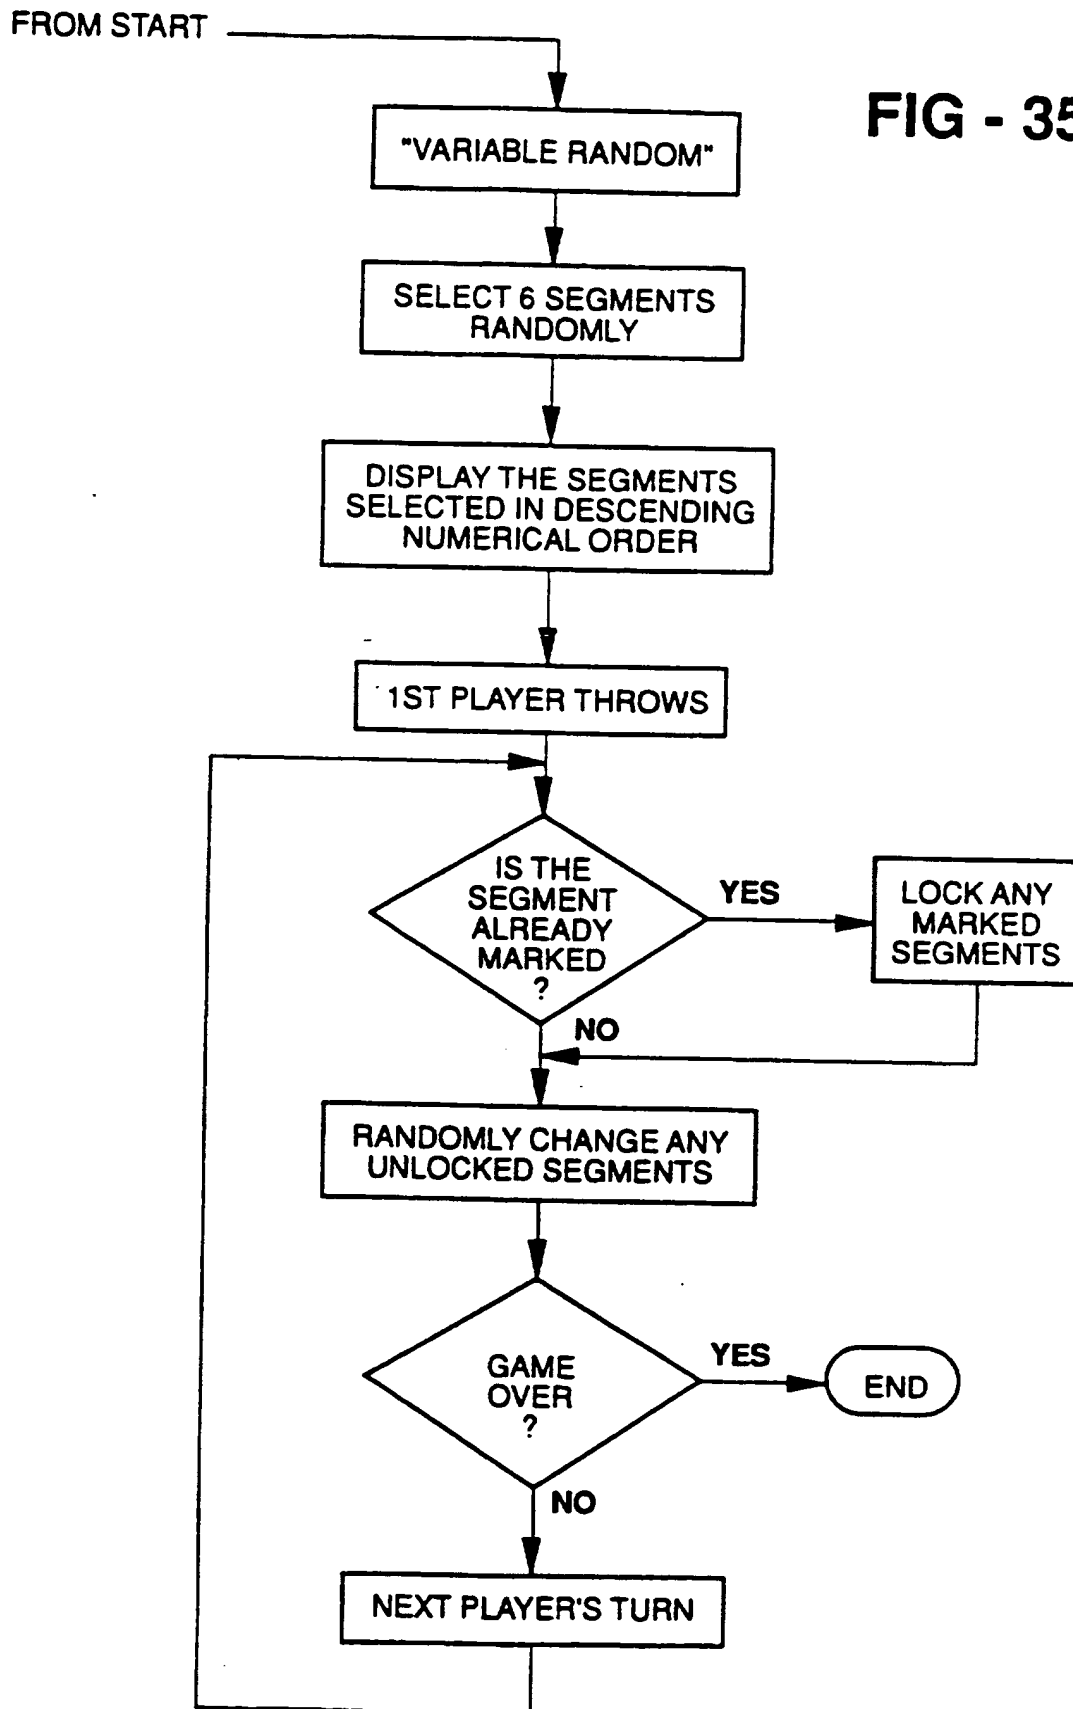 FROM START
FIG - 35
"VARIABLE RANDOM"
SELECT 6 SEGMENTS
RANDOMLY
DISPLAY THE SEGMENTS
SELECTED IN DESCENDING
NUMERICAL ORDER
1ST PLAYER THROWS
IS THE
SEGMENT
ALREADY
MARKED
?
YES
LOCK ANY
MARKED
SEGMENTS
NO
RANDOMLY CHANGE ANY
UNLOCKED SEGMENTS
GAME
OVER
?
YES
END
NO
NEXT PLAYER'S TURN